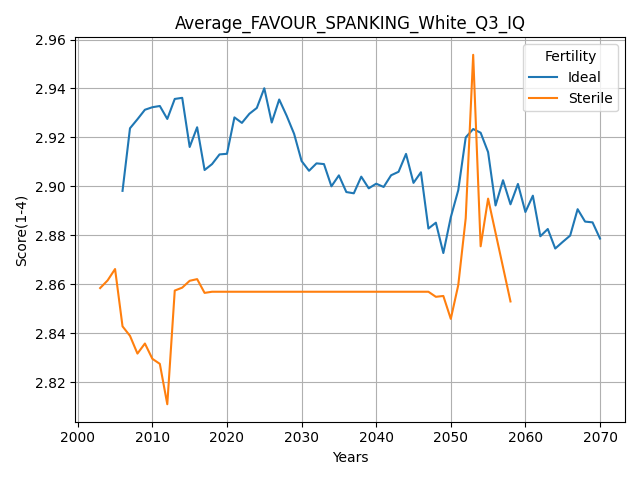 Average_FAVOUR_SPANKING_White_Q3_IQ
Fertility
Ideal
Sterile
Score(1-4)
2.96
2.94
2.92
2.90
2.88
2.86
2.84
2.82
2000 2010 2020 2030 2040 2050 2060 2070
Years